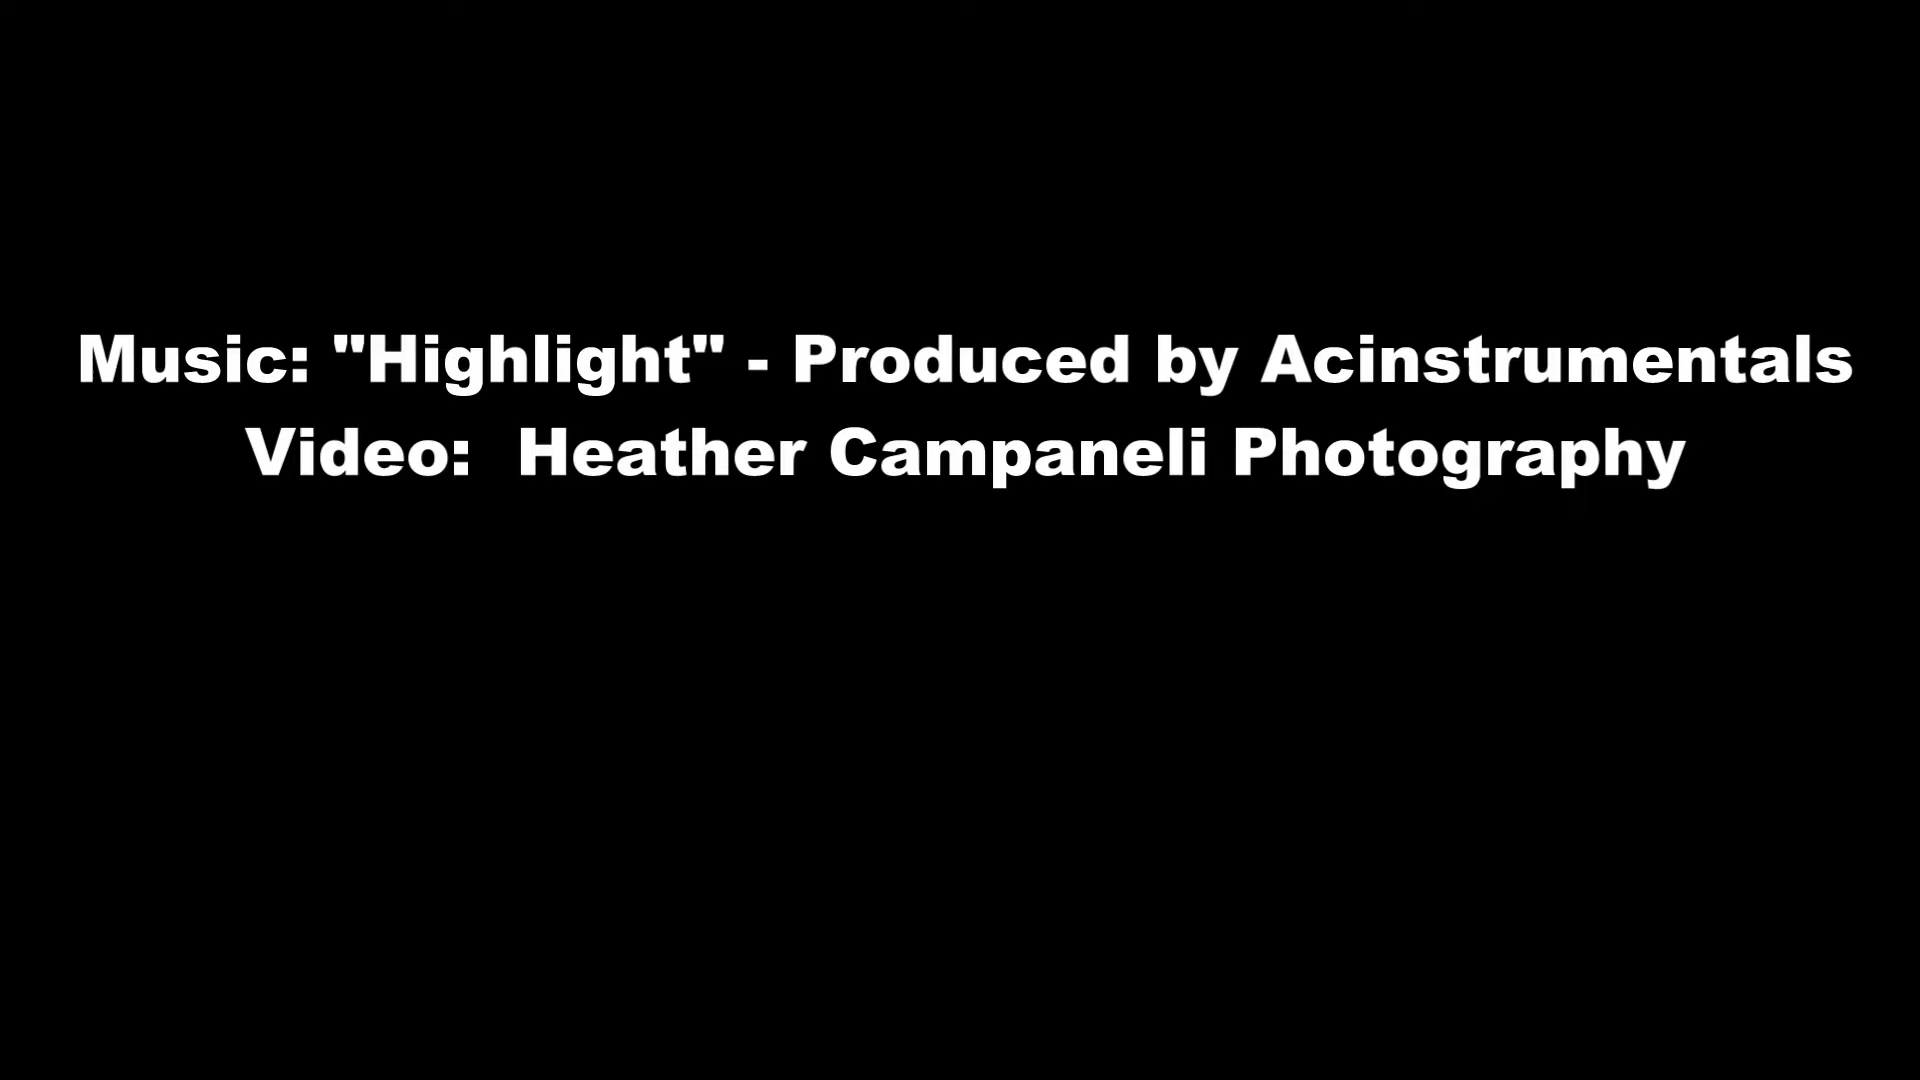 Music: "Highlight" - Produced by Acinstrumentals
Video:  Heather Campaneli Photography